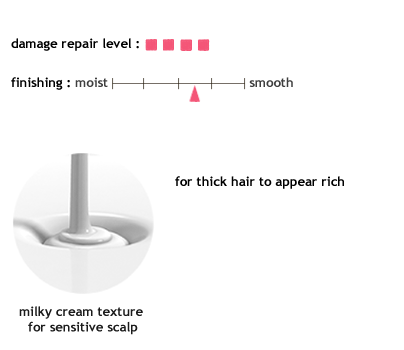 damage repair level :
finishing : moist smooth
for thick hair to appear rich
milky cream texture
for sensitive scalp